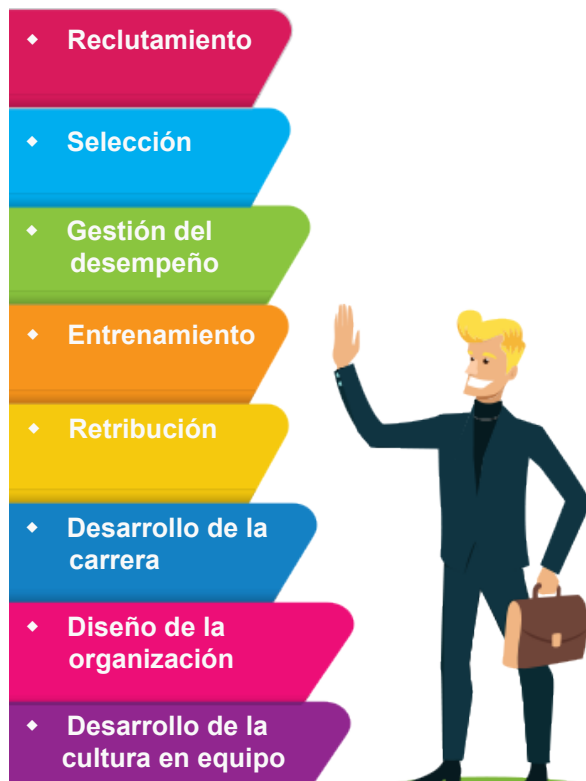 Reclutamiento
Selección
Gestión del
desempeño
Entrenamiento
Retribución
Desarrollo de la
carrera
Diseño de la
organización
Desarrollo de la
cultura en equipo